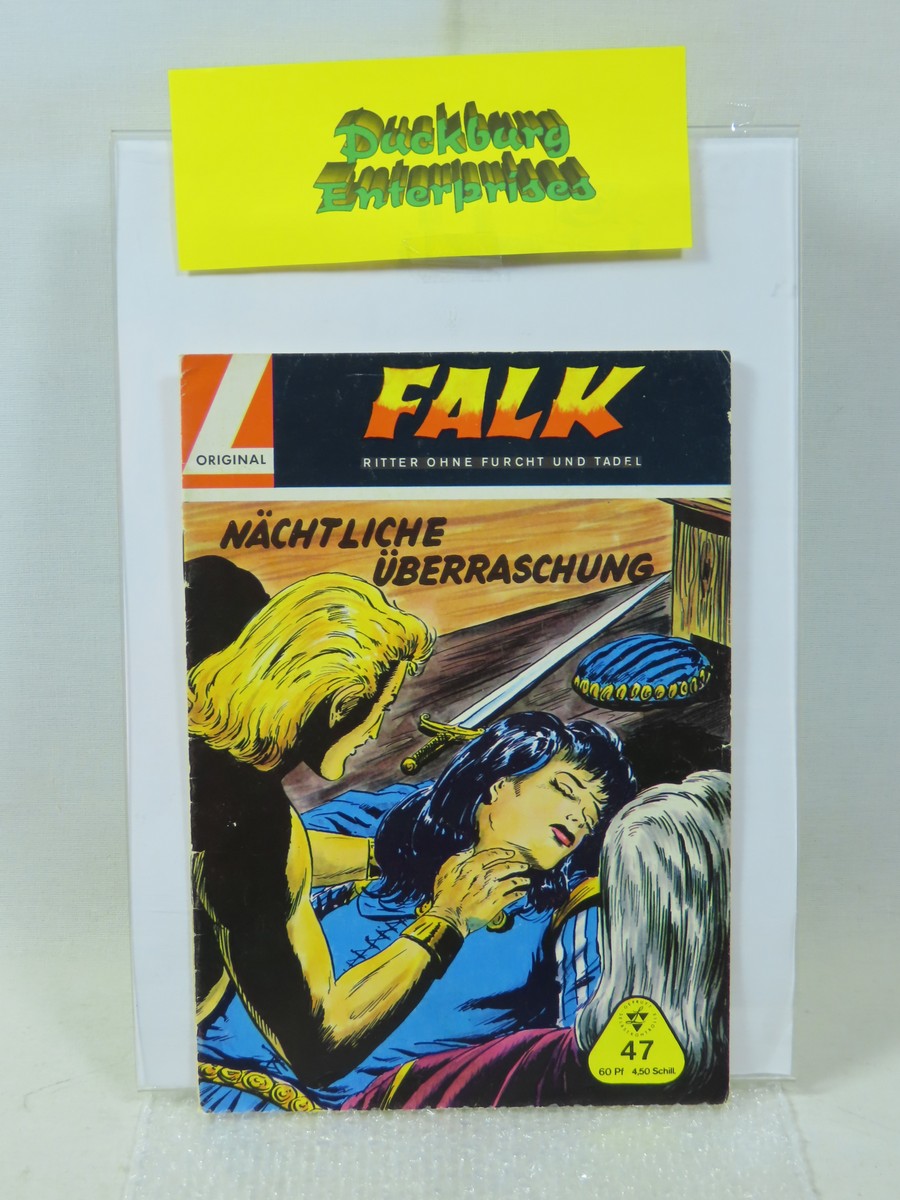 Duckburg
Enterprises
ORIGINAL
FALK
RITTER OHNE FURCHT UND TADEL
NÄCHTLICHE
ÜBERRASCHUNG
47
60 Pf 4,50 Schill.